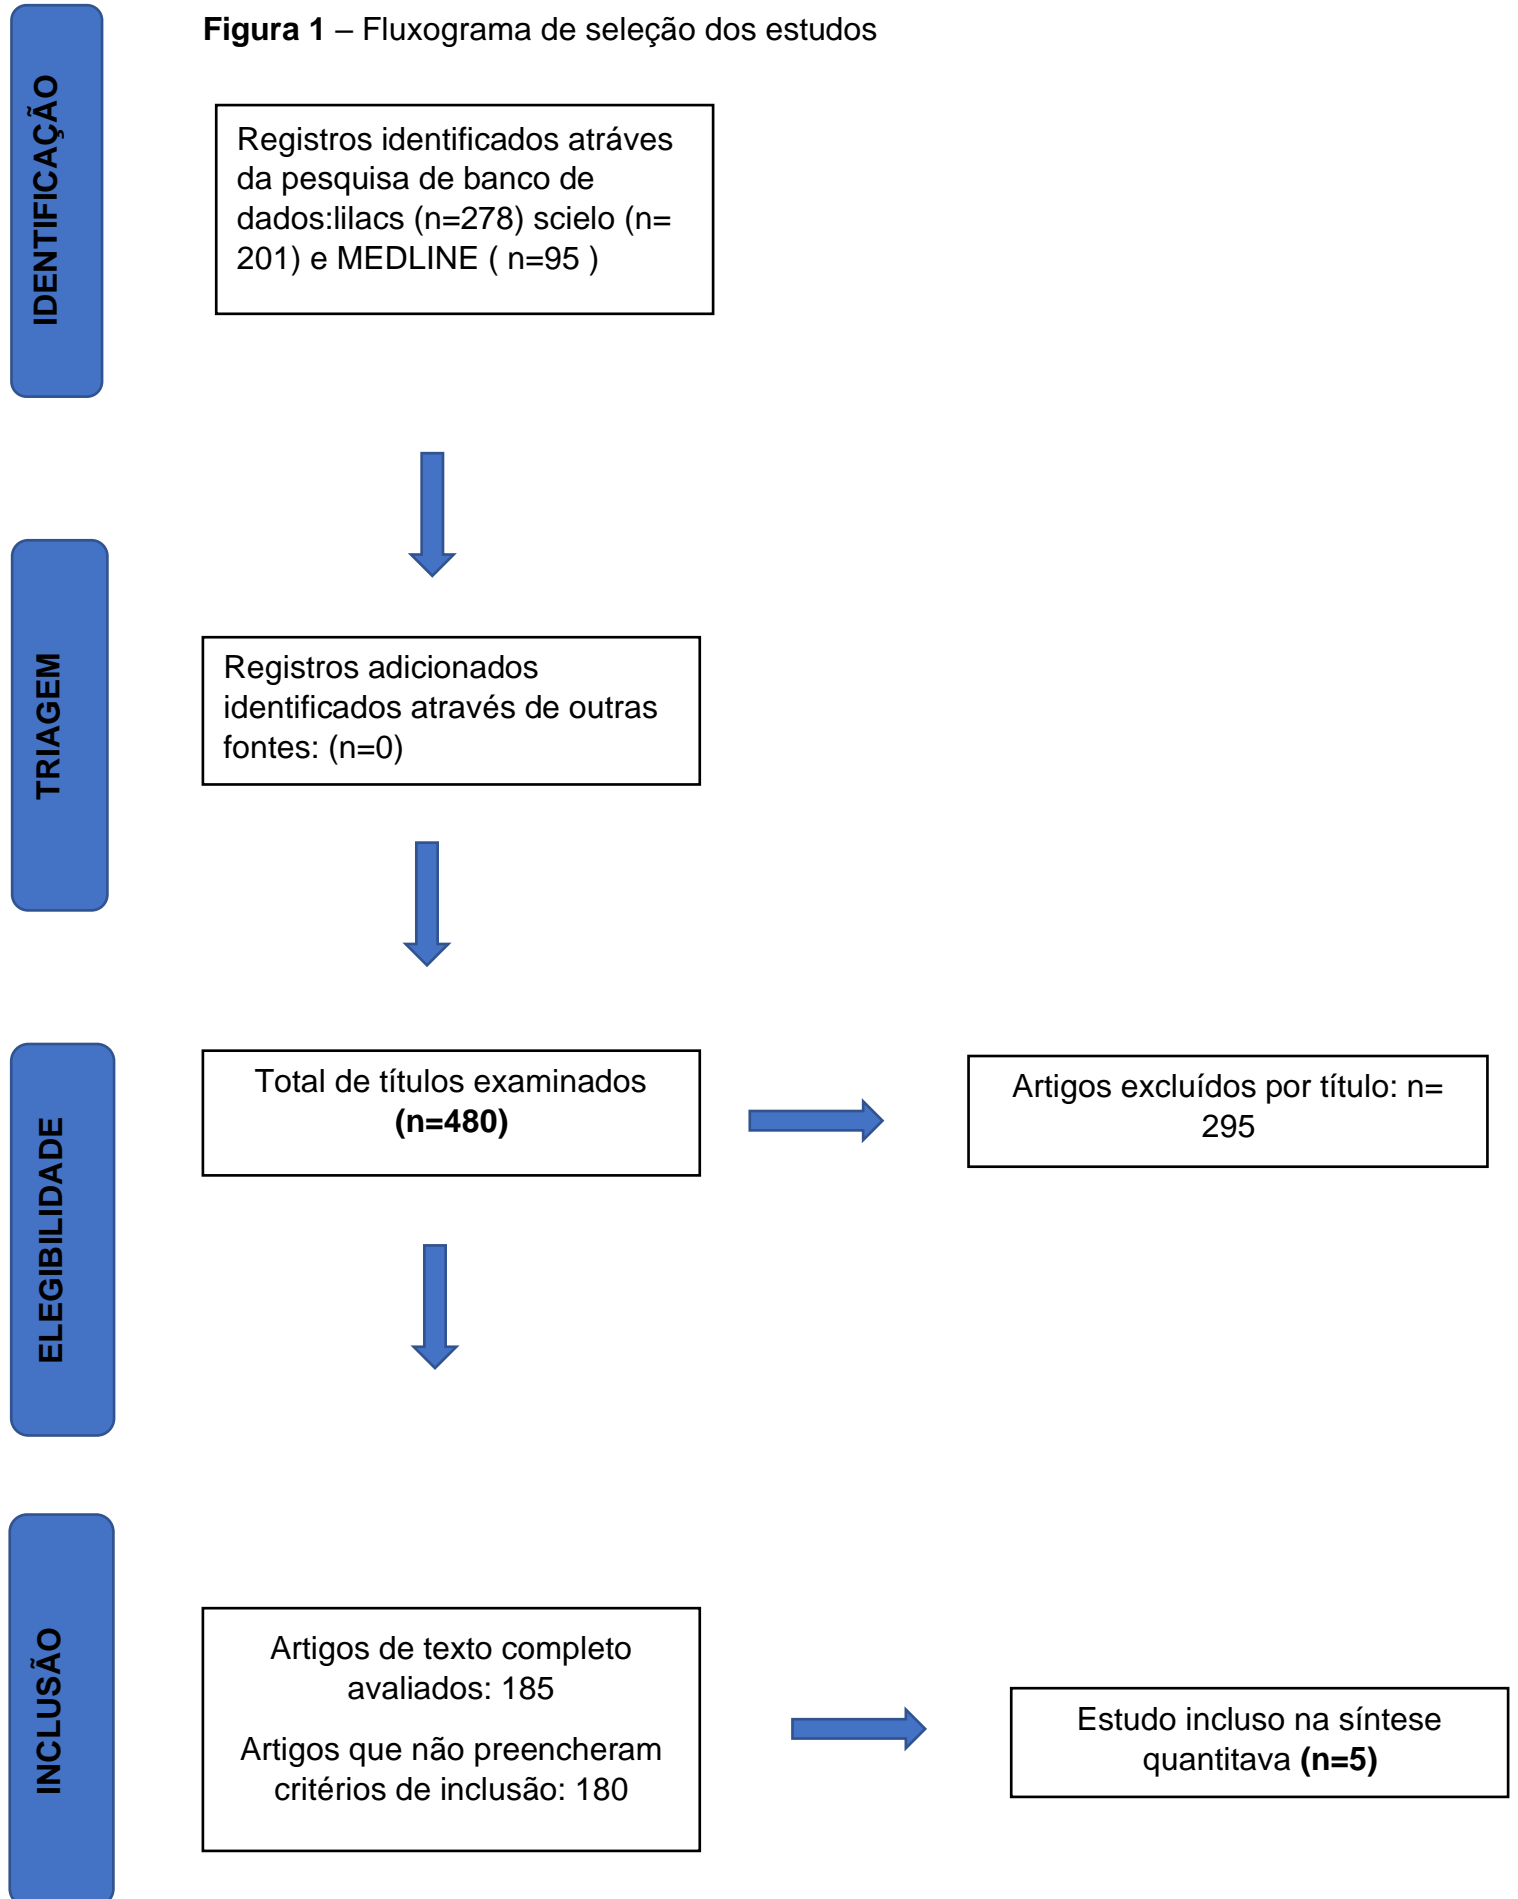 Figura 1 – Fluxograma de seleção dos estudos
IDENTIFICAÇÃO
Registros identificados atráves
da pesquisa de banco de
dados:lilacs (n=278) scielo (n=
201) e MEDLINE ( n=95 )
TRIAGEM
Registros adicionados
identificados através de outras
fontes: (n=0)
ELEGIBILIDADE
Total de títulos examinados
(n=480)
Artigos excluídos por título: n=
295
INCLUSÃO
Artigos de texto completo
avaliados: 185
Artigos que não preencheram
critérios de inclusão: 180
Estudo incluso na síntese
quantitava (n=5)